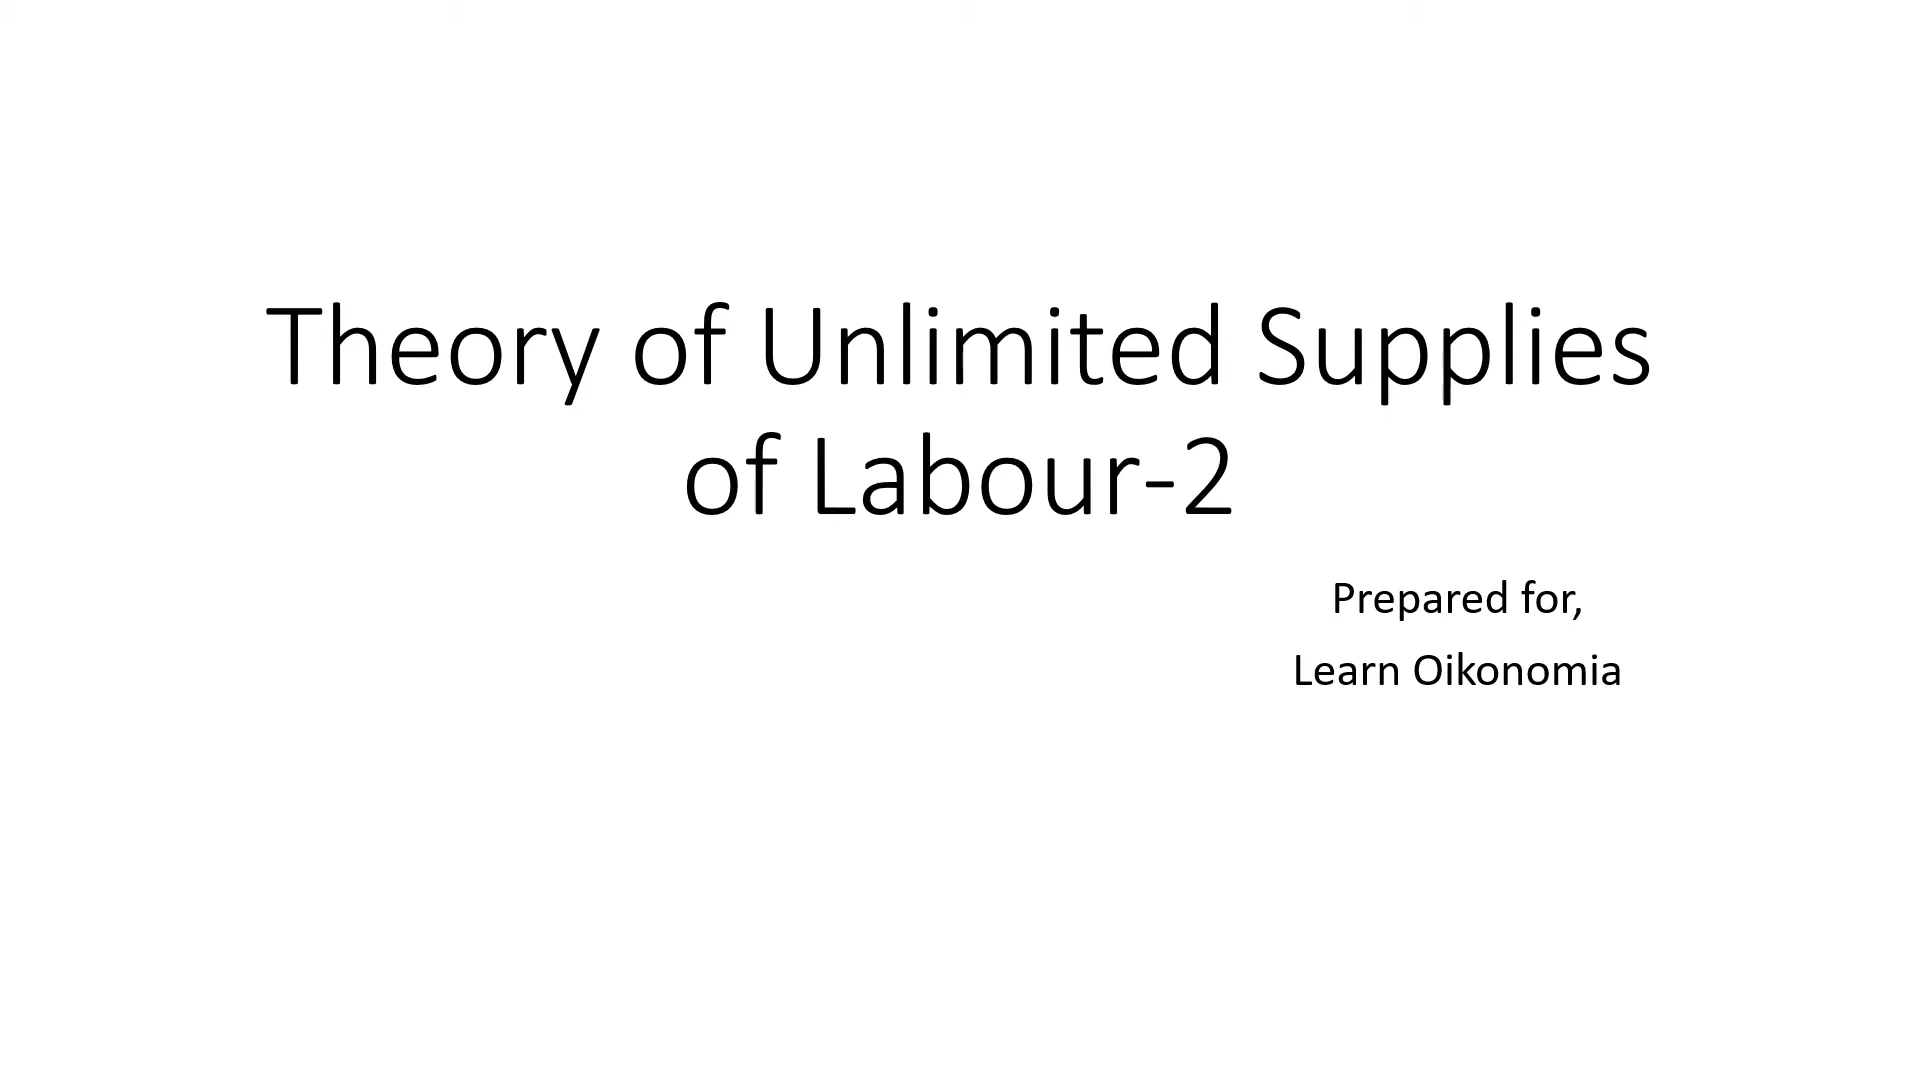 Theory of Unlimited Supplies
of Labour-2
Prepared for,
Learn Oikonomia